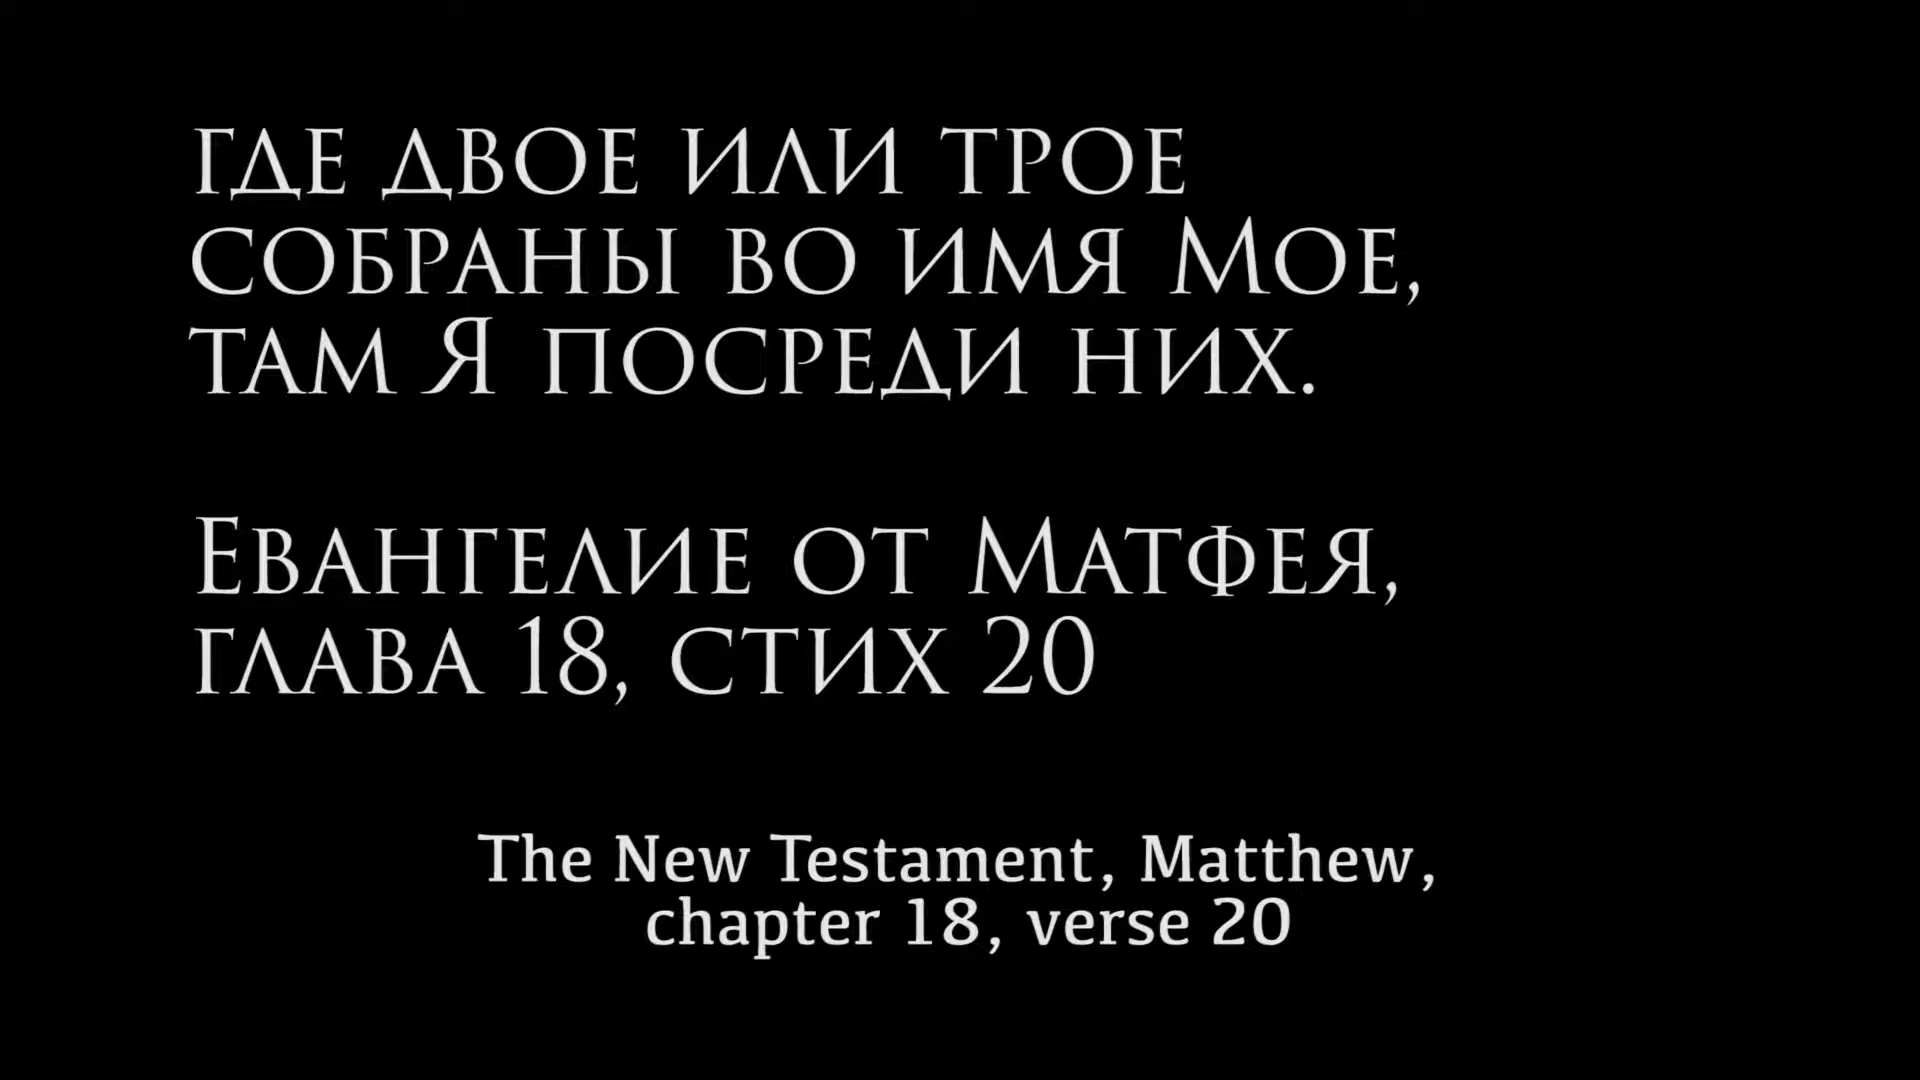 где двое или трое
собраны во имя Мое,
там Я посреди них.
Евангелие от Матфея,
глава 18, стих 20
The New Testament, Matthew,
chapter 18, verse 20